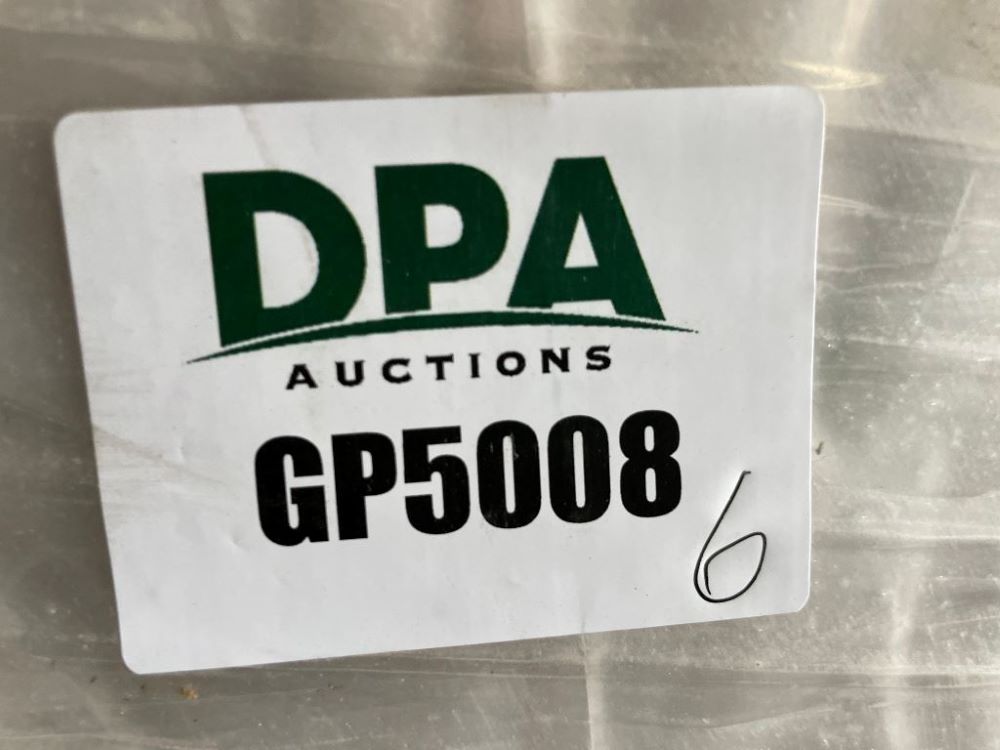 DPA
AUCTIONS
GP5008
6